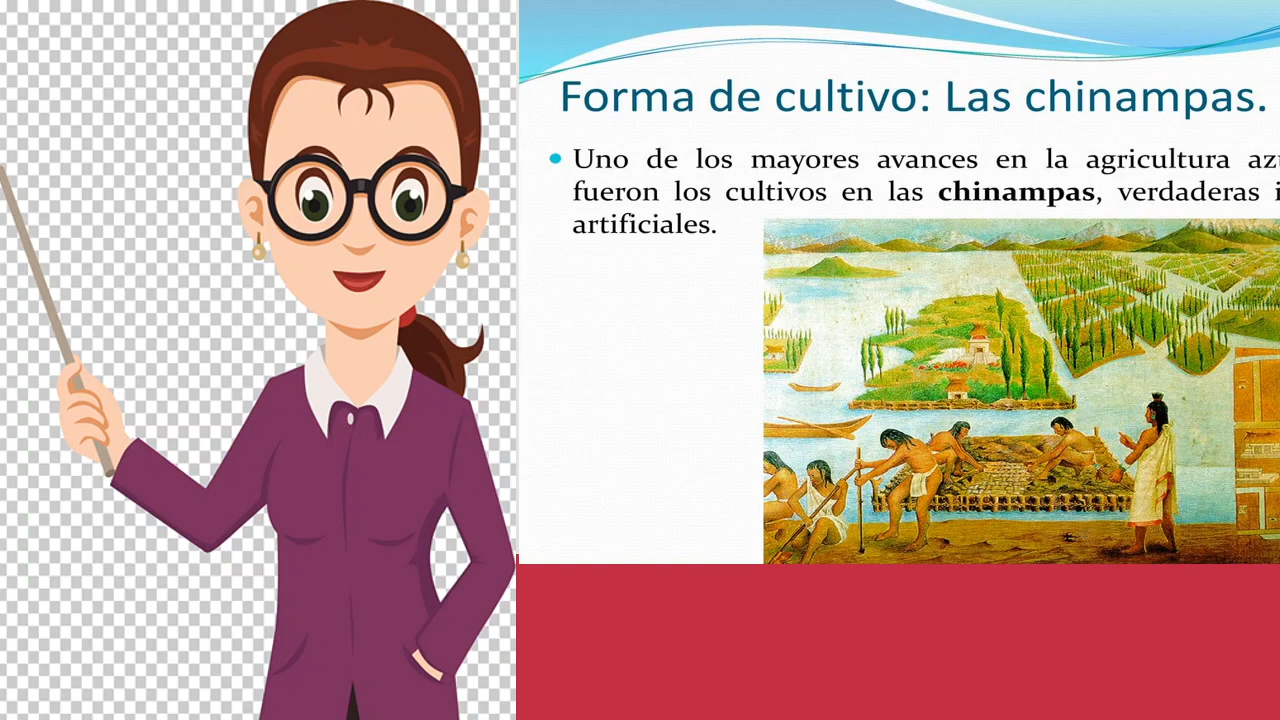 Forma de cultivo: Las chinampas.
Uno de los mayores avances en la agricultura
fueron los cultivos en las chinampas, verdaderas
artificiales.